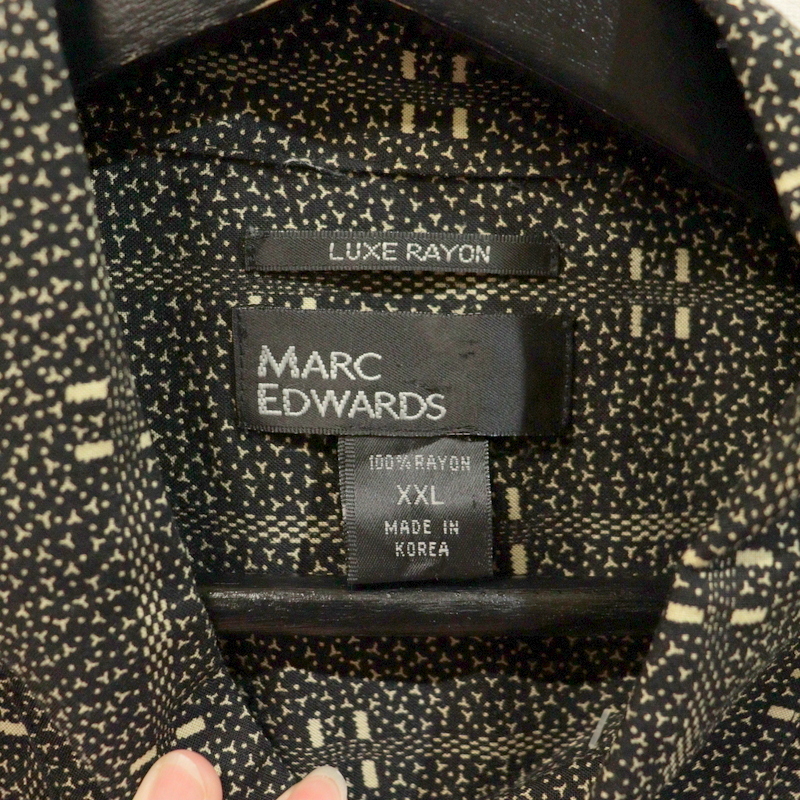 LUXE RAYON
MARC
EDWARDS
100% RAYON
XXL
MADE IN
KOREA